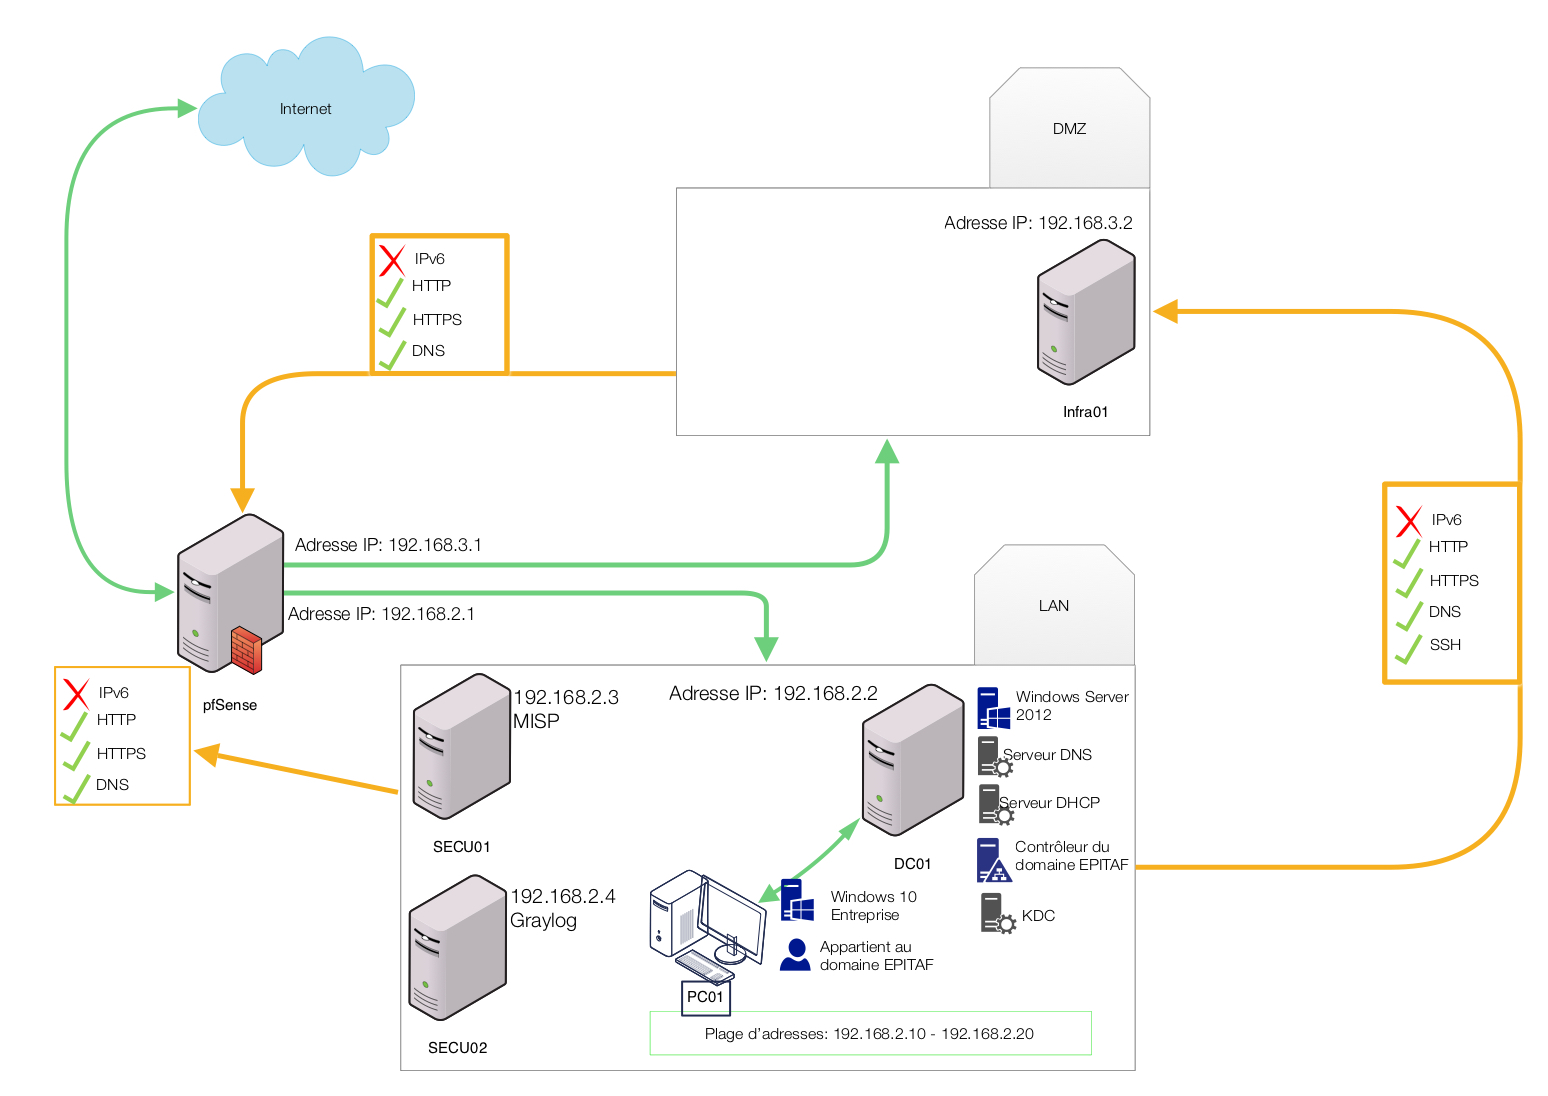 Internet
DMZ
Adresse IP: 192.168.3.2
Infra01
IPv6
HTTP
HTTPS
DNS
Adresse IP: 192.168.3.1
Adresse IP: 192.168.2.1
pfSense
IPv6
HTTP
HTTPS
DNS
IPv6
HTTP
HTTPS
DNS
SSH
LAN
192.168.2.3
MISP
SECU01
192.168.2.4
Graylog
SECU02
Adresse IP: 192.168.2.2
DC01
Windows Server
2012
Serveur DNS
Serveur DHCP
Contrôleur du
domaine EPITAF
KDC
Windows 10
Entreprise
Appartient au
domaine EPITAF
PC01
Plage d’adresses: 192.168.2.10 - 192.168.2.20